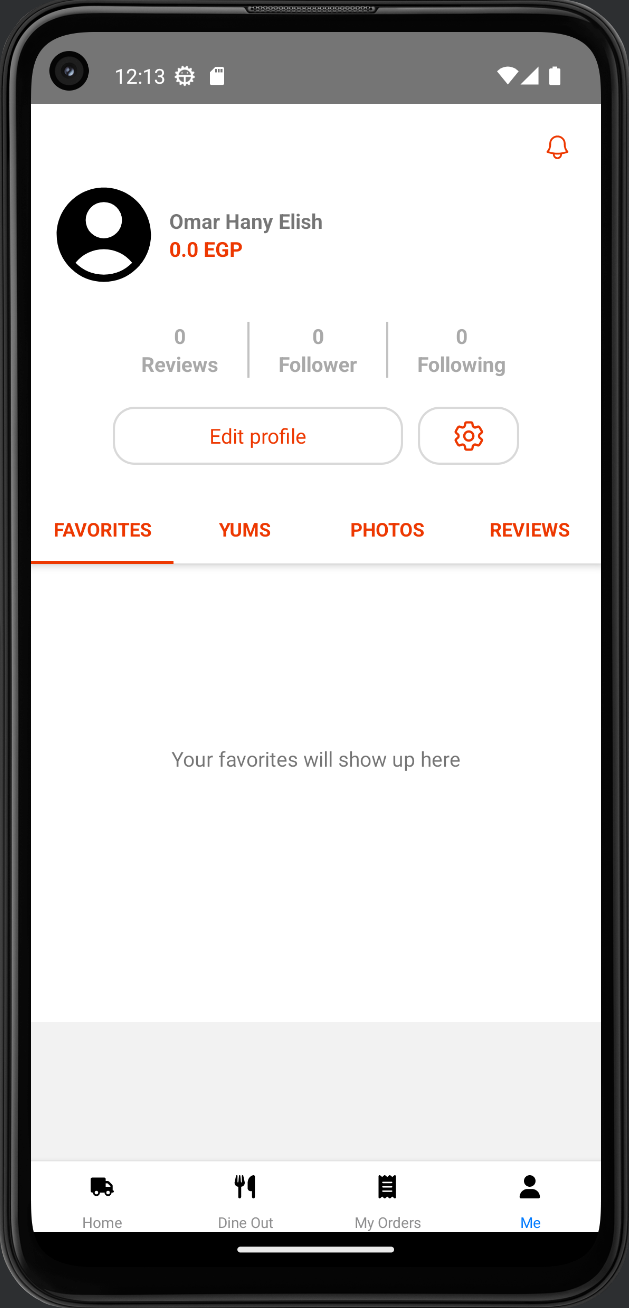 12:13
Omar Hany Elish
0.0 EGP
0 0 0
Reviews Follower Following
Edit profile
FAVORITES YUMS PHOTOS REVIEWS
Your favorites will show up here
Home Dine Out My Orders Me